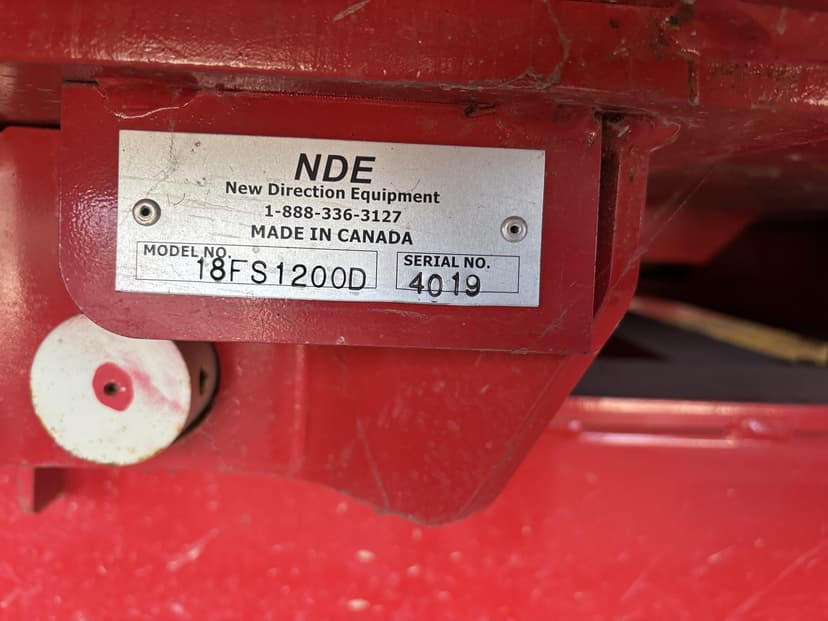 NDE
New Direction Equipment
1-888-336-3127
MADE IN CANADA
MODEL NO. 18FS1200D SERIAL NO. 4019